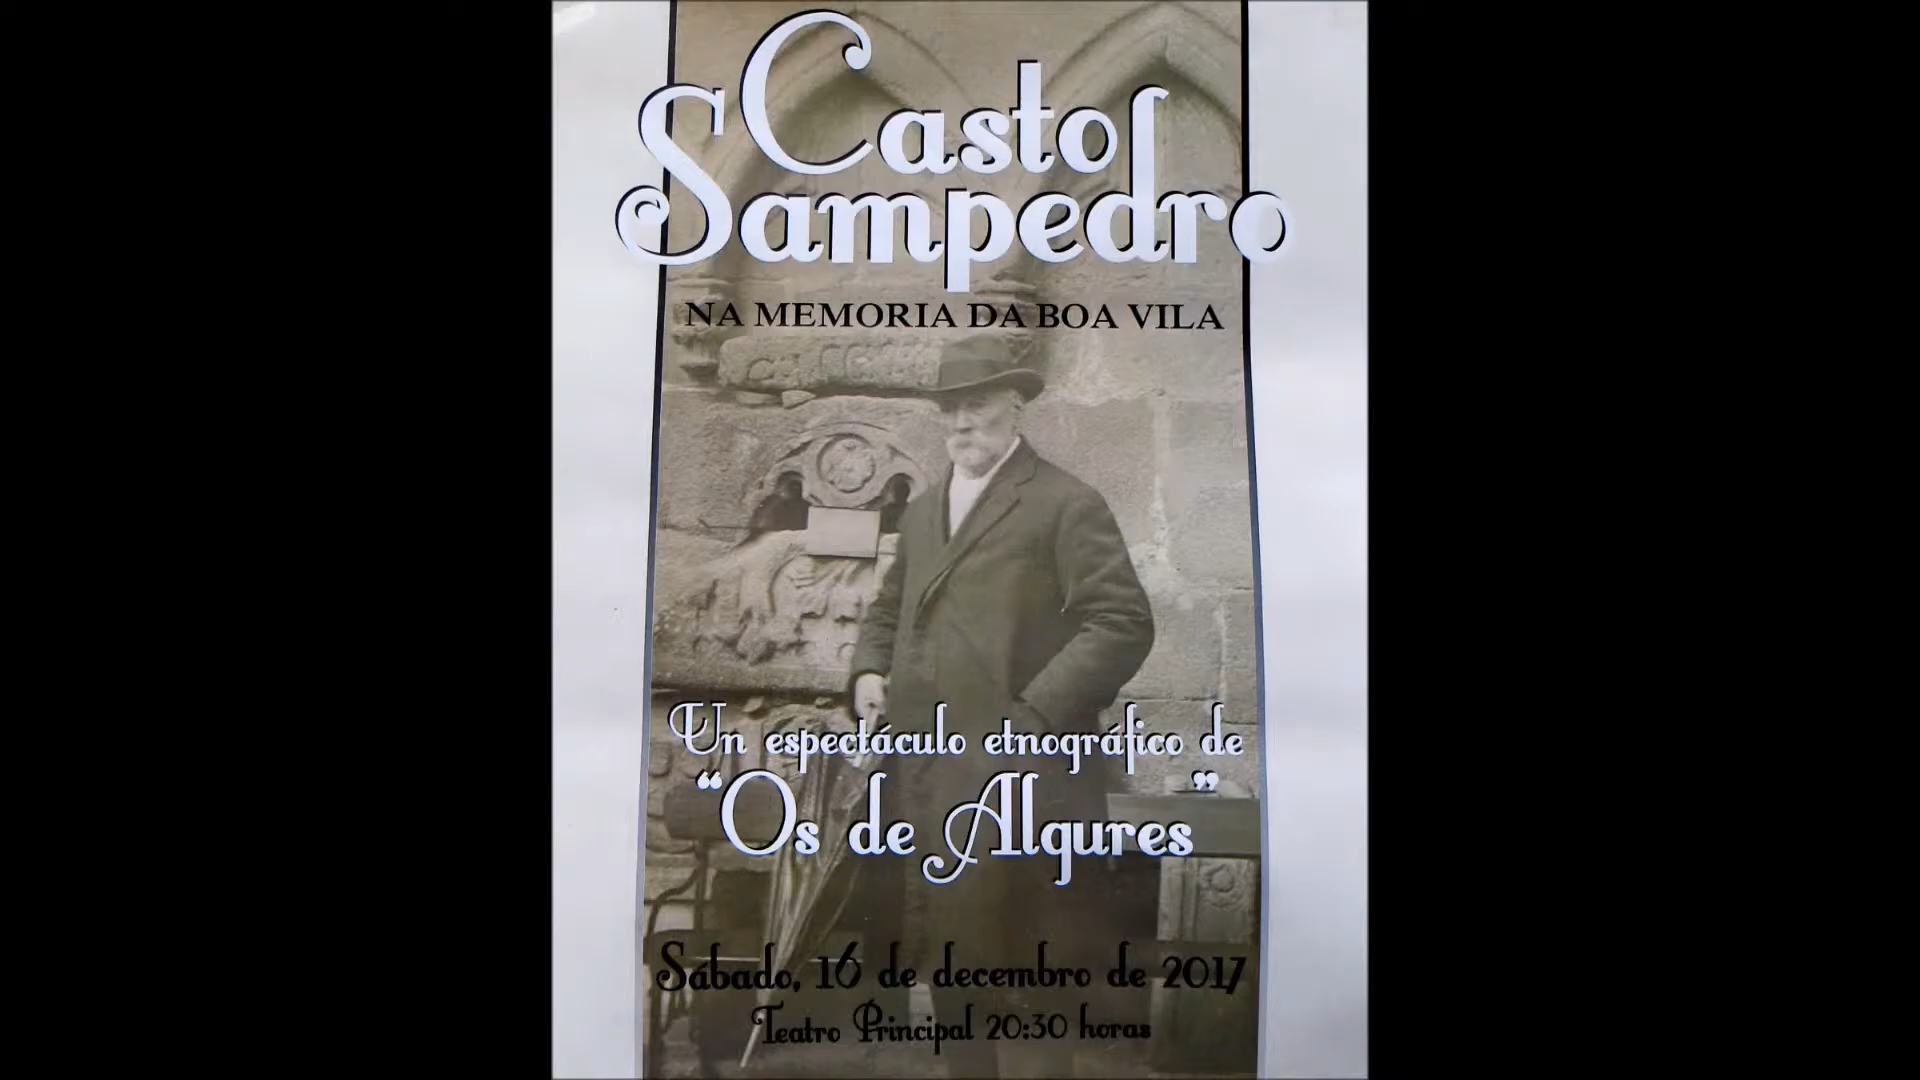 Casto
Sampedro
NA MEMORIA DA BOA VILA
Un espectáculo etnográfico de
“Os de Algures”
Sábado, 16 de decembro de 2017
Teatro Principal 20:30 horas